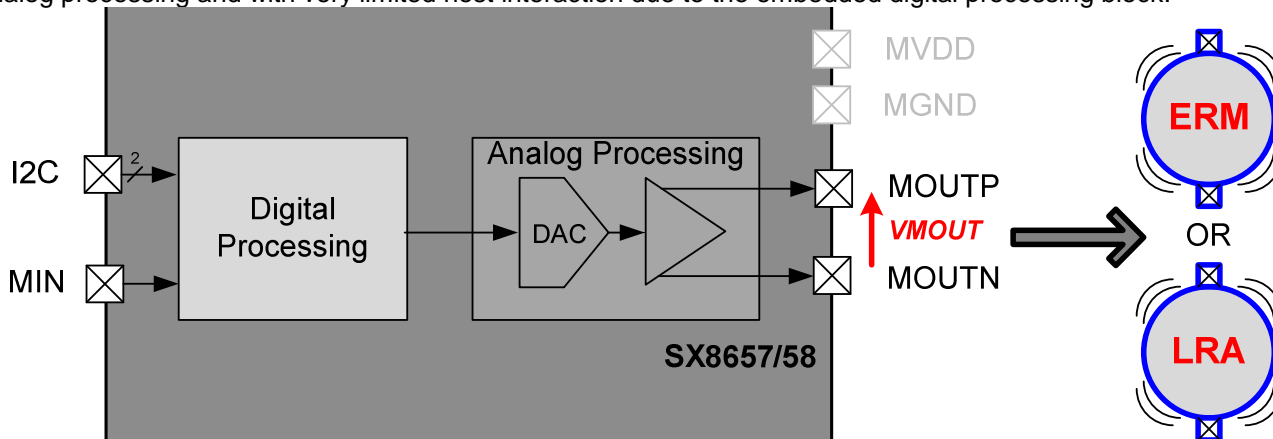 analog processing and with very limited host interaction due to the embedded digital processing block.
MVDD
MGND
ERM
I2C
2
Digital
Processing
Analog Processing
DAC
MOUTP
VMOUT
MOUTN
OR
MIN
LRA
SX8657/58